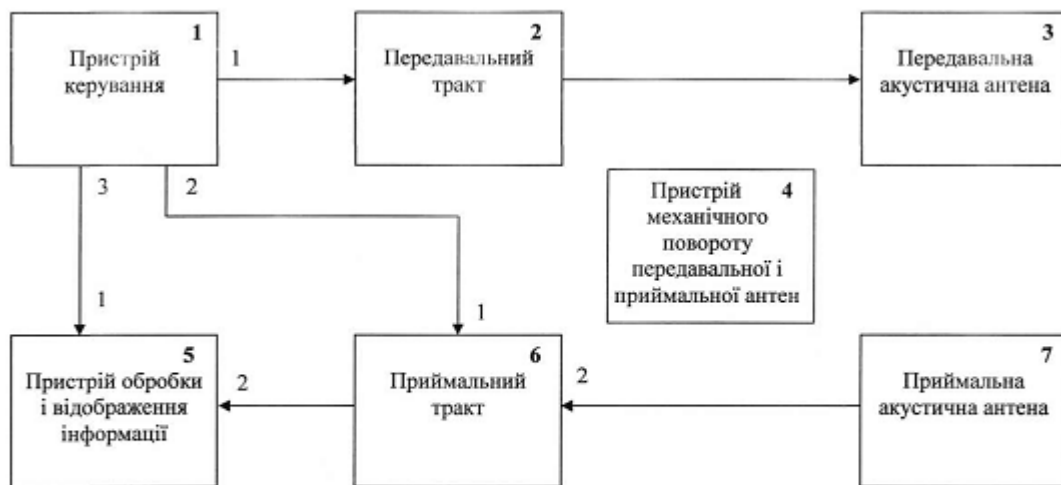 1
Пристрій
керування
1
2
Передавальний
тракт
3
Передавальна
акустична антена
3
2
Пристрій 4
механічного
повороту
передавальної і
приймальної антен
1
1
5
Пристрій обробки
і відображення
інформації
2
6
Приймальний
тракт
2
7
Приймальна
акустична антена